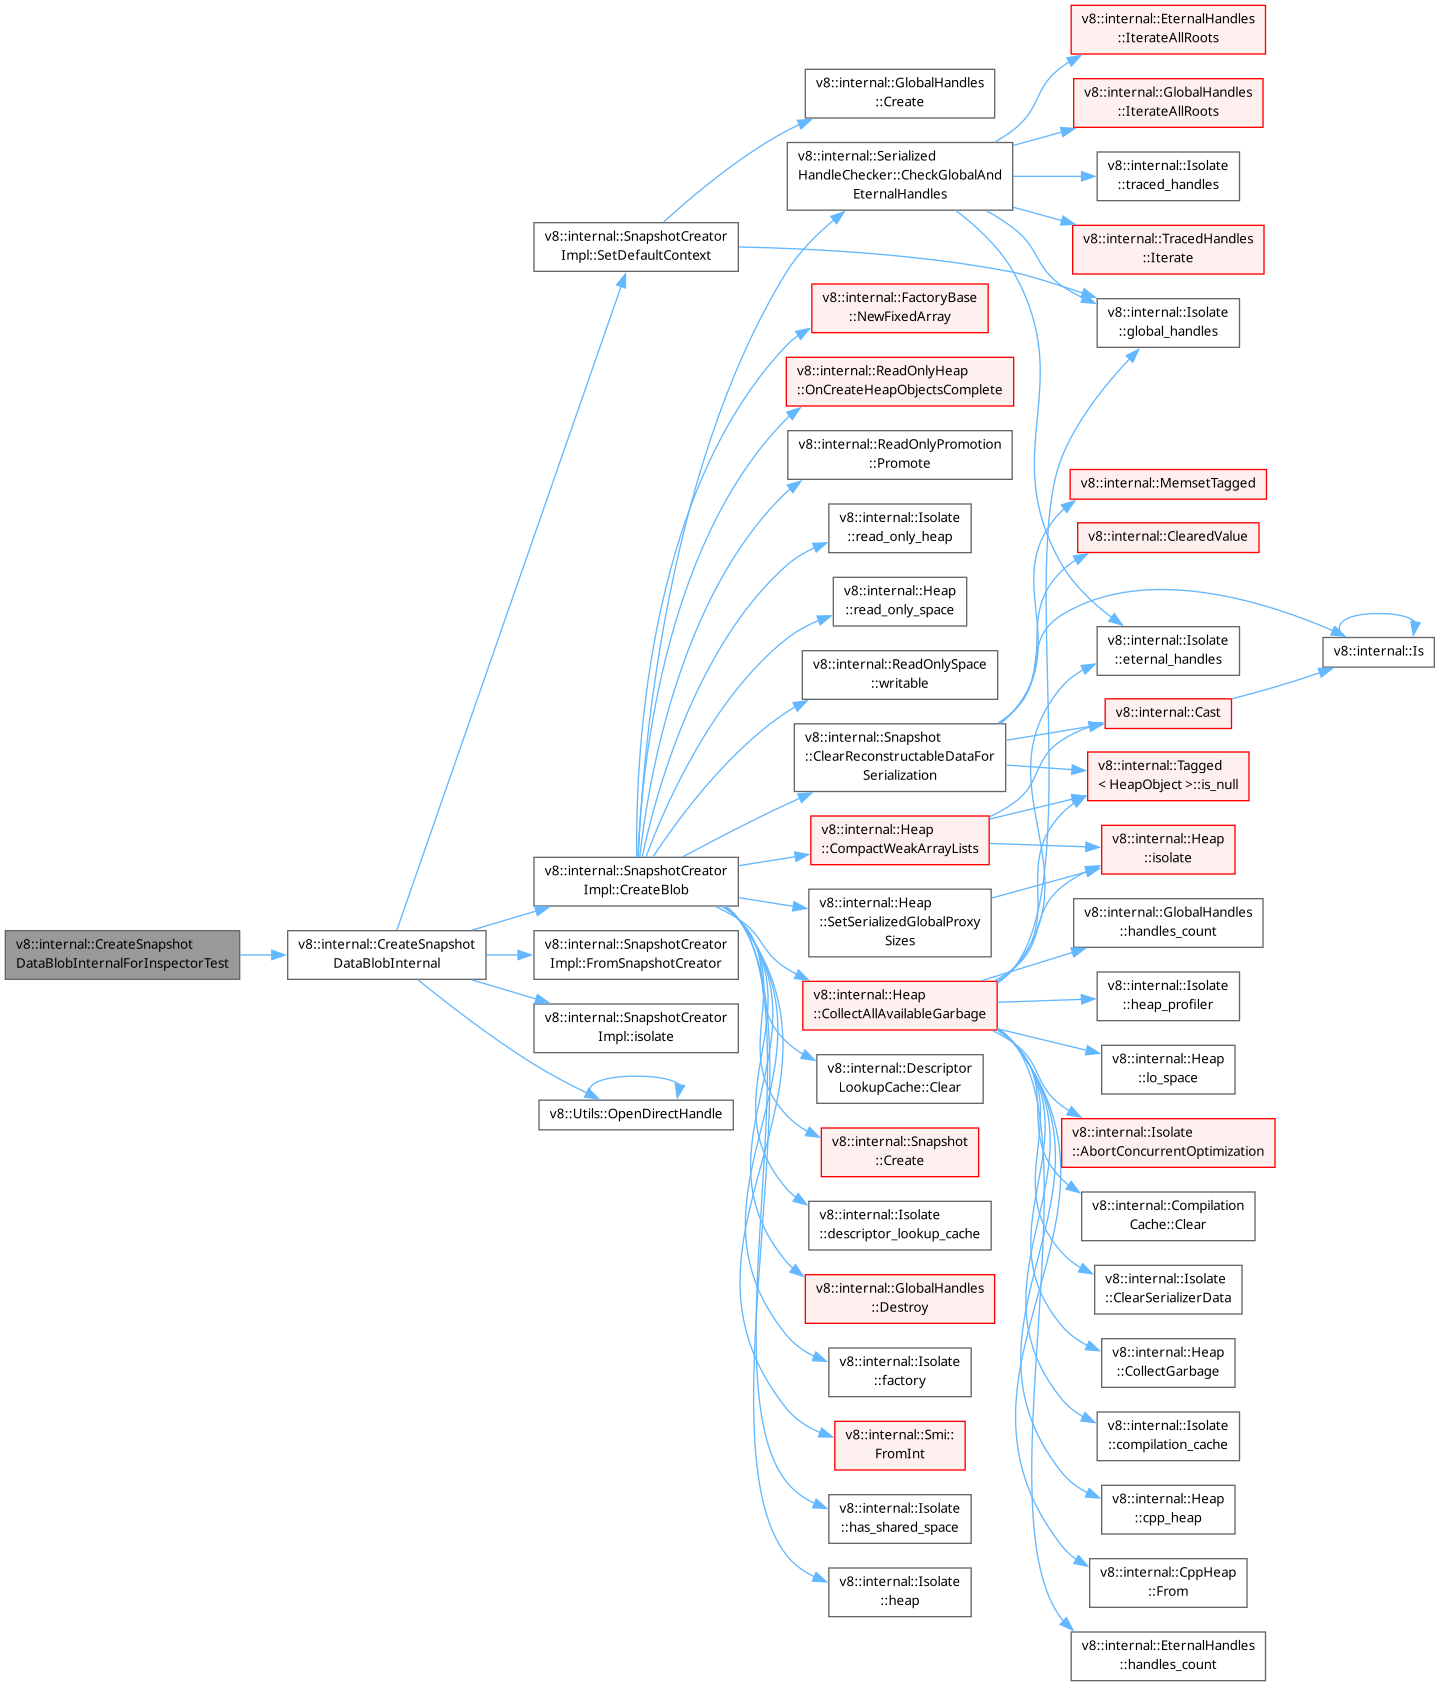 v8::internal::CreateSnapshot
DataBlobInternalForInspectorTest
v8::internal::CreateSnapshot
DataBlobInternal
v8::internal::SnapshotCreator
Impl::SetDefaultContext
v8::internal::SnapshotCreator
Impl::CreateBlob
v8::internal::SnapshotCreator
Impl::FromSnapshotCreator
v8::internal::SnapshotCreator
Impl::isolate
v8::Utils::OpenDirectHandle
v8::internal::GlobalHandles
::Create
v8::internal::Serialized
HandleChecker::CheckGlobalAnd
EternalHandles
v8::internal::FactoryBase
::NewFixedArray
v8::internal::ReadOnlyHeap
::OnCreateHeapObjectsComplete
v8::internal::ReadOnlyPromotion
::Promote
v8::internal::Isolate
::read_only_heap
v8::internal::Heap
::read_only_space
v8::internal::ReadOnlySpace
::writable
v8::internal::Snapshot
::ClearReconstructableDataFor
Serialization
v8::internal::Heap
::CompactWeakArrayLists
v8::internal::Heap
::SetSerializedGlobalProxy
Sizes
v8::internal::Heap
::CollectAllAvailableGarbage
v8::internal::Descriptor
LookupCache::Clear
v8::internal::Snapshot
::Create
v8::internal::Isolate
::descriptor_lookup_cache
v8::internal::GlobalHandles
::Destroy
v8::internal::Isolate
::factory
v8::internal::Smi::
FromInt
v8::internal::Isolate
::has_shared_space
v8::internal::Isolate
::heap
v8::internal::EternalHandles
::IterateAllRoots
v8::internal::GlobalHandles
::IterateAllRoots
v8::internal::Isolate
::traced_handles
v8::internal::TracedHandles
::Iterate
v8::internal::Isolate
::global_handles
v8::internal::MemsetTagged
v8::internal::ClearedValue
v8::internal::Isolate
::eternal_handles
v8::internal::Cast
v8::internal::Tagged
< HeapObject >::is_null
v8::internal::Heap
::isolate
v8::internal::GlobalHandles
::handles_count
v8::internal::Isolate
::heap_profiler
v8::internal::Heap
::lo_space
v8::internal::Isolate
::AbortConcurrentOptimization
v8::internal::Compilation
Cache::Clear
v8::internal::Isolate
::ClearSerializerData
v8::internal::Heap
::CollectGarbage
v8::internal::Isolate
::compilation_cache
v8::internal::Heap
::cpp_heap
v8::internal::CppHeap
::From
v8::internal::EternalHandles
::handles_count
v8::internal::Is